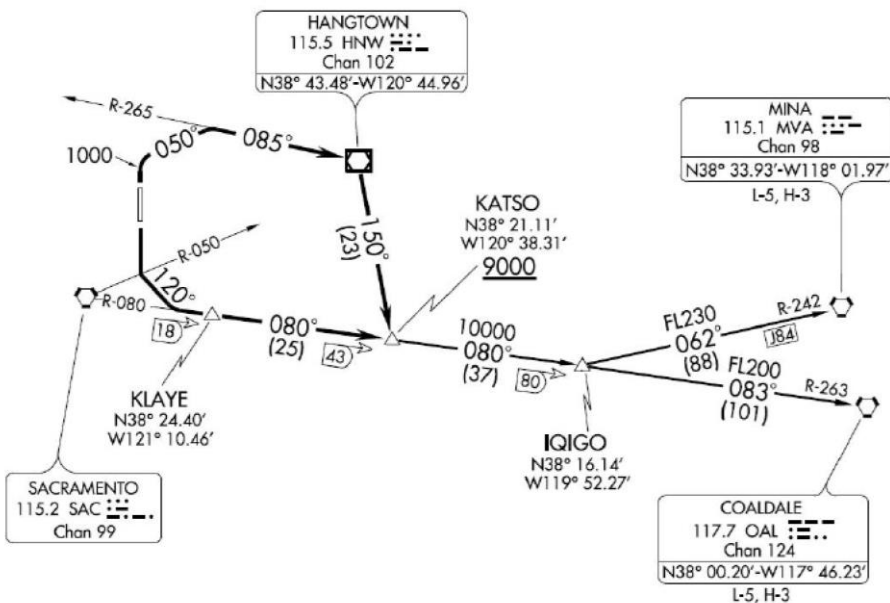 HANGTOWN
115.5 HNW
Chan 102
N38° 43.48'-W120° 44.96'
R-265
1000
050°
085°
MINA
115.1 MVA
Chan 98
N38° 33.93'-W118° 01.97'
L-5, H-3
KATSO
N38° 21.11'
W120° 38.31'
9000
150°
(23)
R-050
120°
R-080
18
080°
(25)
43
10000
080°
(37)
80
FL230
062°
(88)
R-242
J84
FL200
083°
(101)
R-263
KLAYE
N38° 24.40'
W121° 10.46'
IQIGO
N38° 16.14'
W119° 52.27'
SACRAMENTO
115.2 SAC
Chan 99
COALDALE
117.7 OAL
Chan 124
N38° 00.20'-W117° 46.23'
L-5, H-3